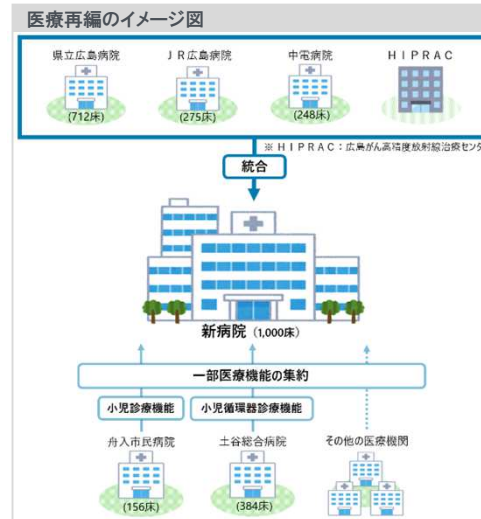 医療再編のイメージ図
県立広島病院 JR広島病院 中電病院 HIPRAC
(712床) (275床) (248床)
※HIPRAC：広島がん高精度放射線治療センタ
統合
新病院 (1,000床)
一部医療機能の集約
小児診療機能 小児循環器診療機能
舟入市民病院 土谷総合病院 その他の医療機関
(156床) (384床)